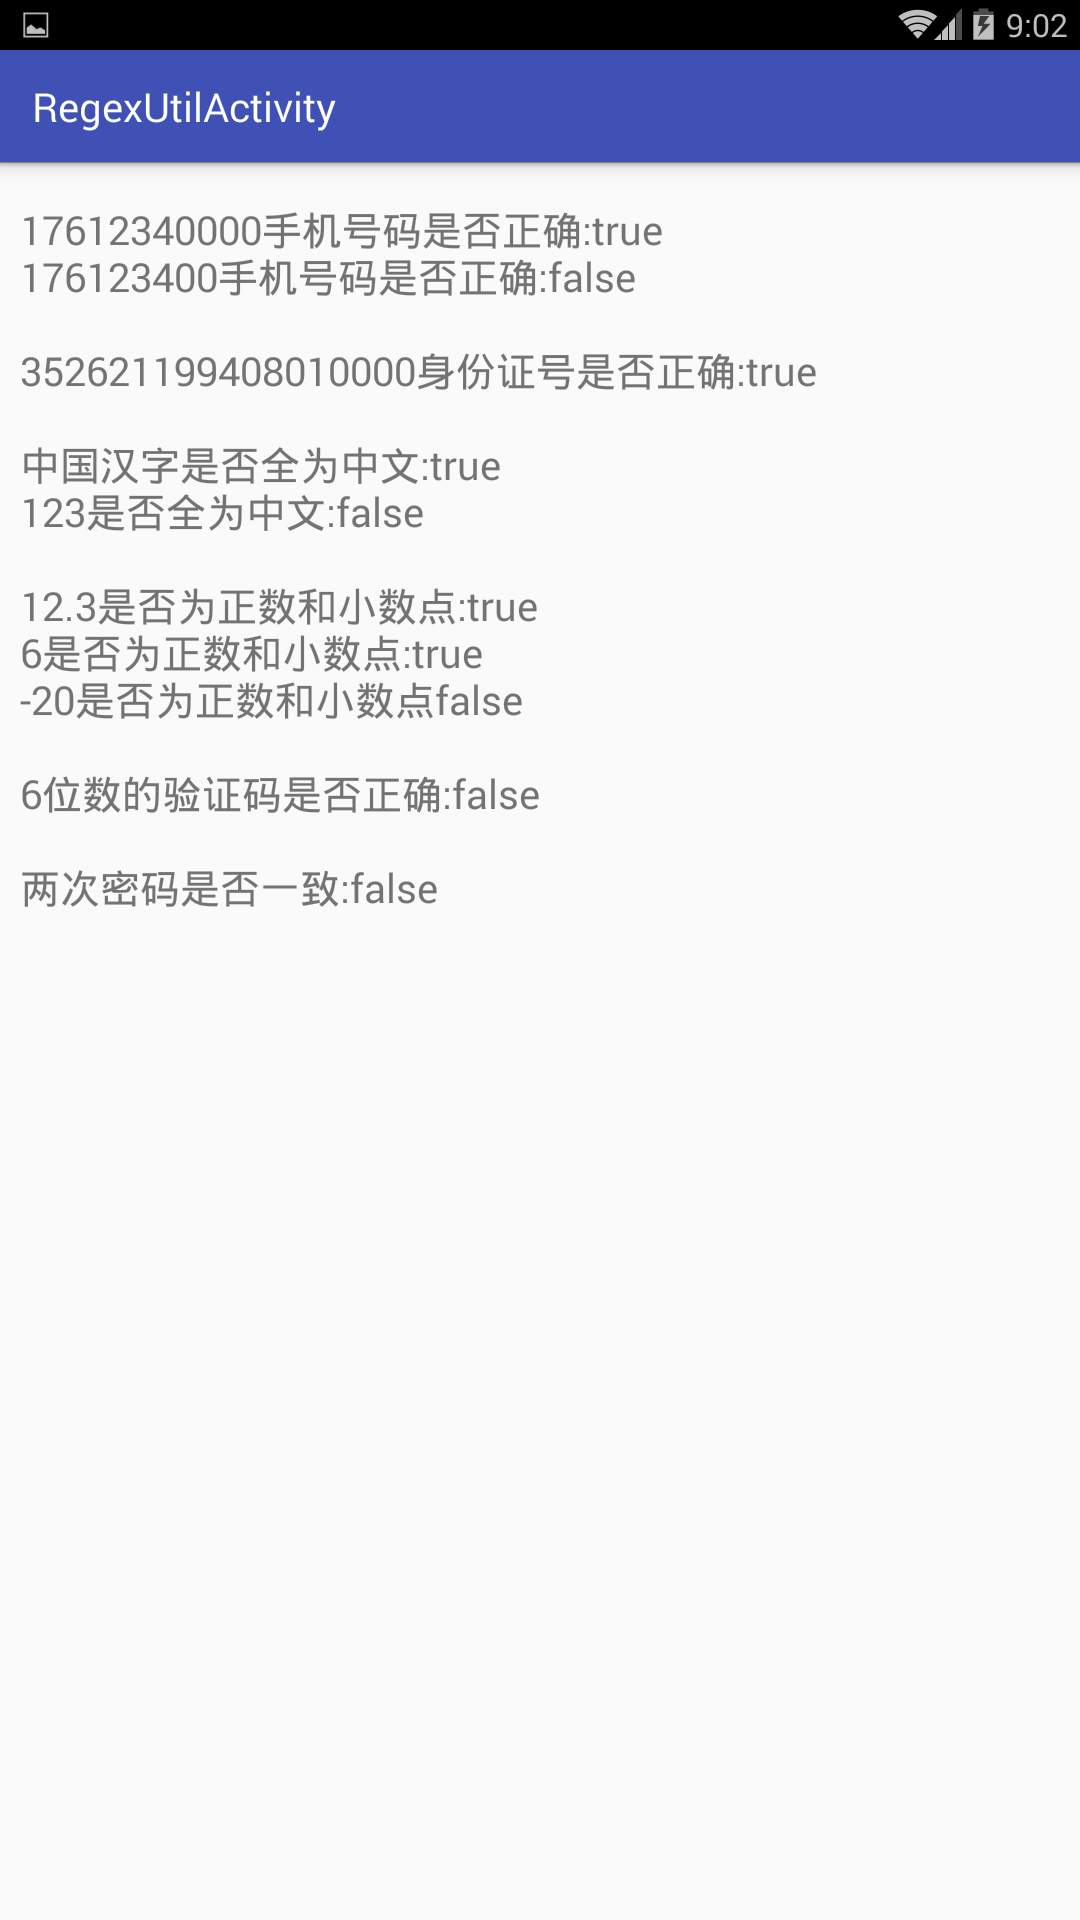 9:02
RegexUtilActivity
17612340000手机号码是否正确:true
176123400手机号码是否正确:false
352621199408010000身份证号是否正确:true
中国汉字是否全为中文:true
123是否全为中文:false
12.3是否为正数和小数点:true
6是否为正数和小数点:true
-20是否为正数和小数点false
6位数的验证码是否正确:false
两次密码是否一致:false